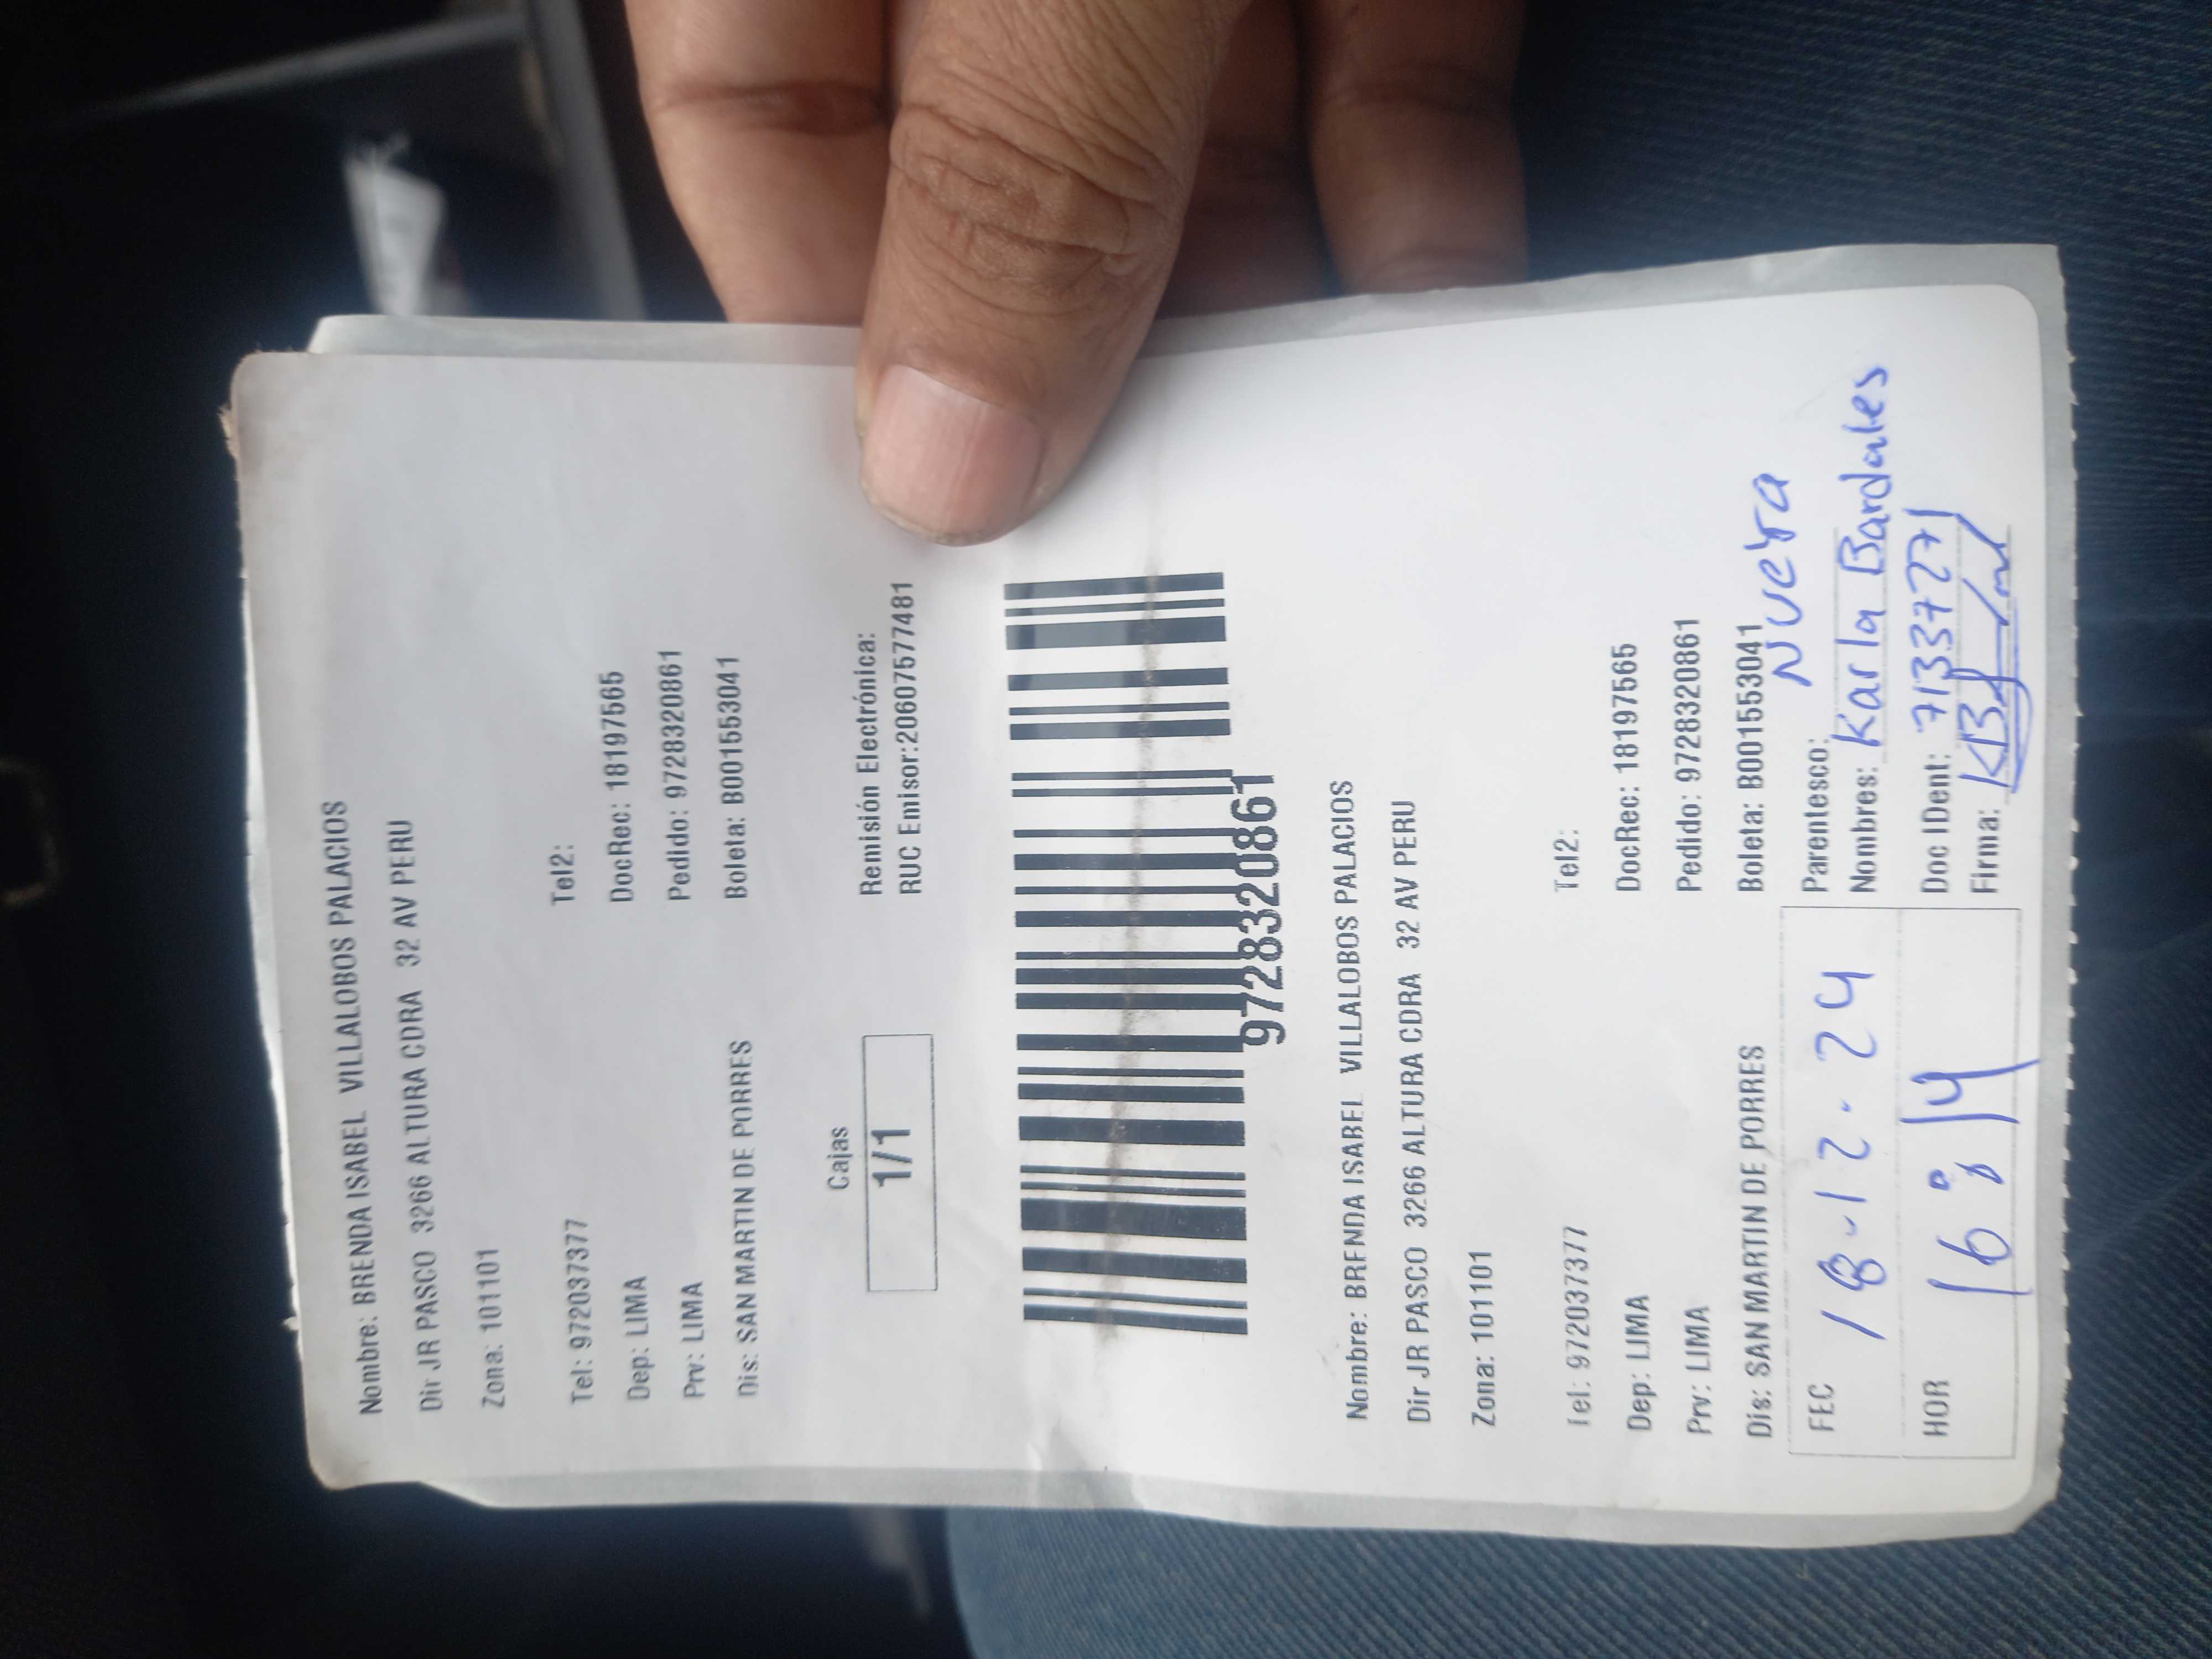 Nombre: BRENDA ISABEL VILLALOBOS PALACIOS
Dir JR PASCO 3266 ALTURA CDRA 32 AV PERU
Zona: 101101
Tel: 972037377 Tel2:
Dep: LIMA DocRec: 18197565
Prv: LIMA Pedido: 9728320861
Dis: SAN MARTIN DE PORRES Boleta: B001553041
Cajas
1/1
Remisión Electrónica:
RUC Emisor:20607577481
9728320861
Nombre: BRENDA ISABEL VILLALOBOS PALACIOS
Dir JR PASCO 3266 ALTURA CDRA 32 AV PERU
Zona: 101101
Tel: 972037377 Tel2:
Dep: LIMA DocRec: 18197565
Prv: LIMA Pedido: 9728320861
Dis: SAN MARTIN DE PORRES Boleta: B001553041
FEC 18-12-24
HOR 16:14
Parentesco: Nuera
Nombres: Karla Bardales
Doc IDent: 71337271
Firma: